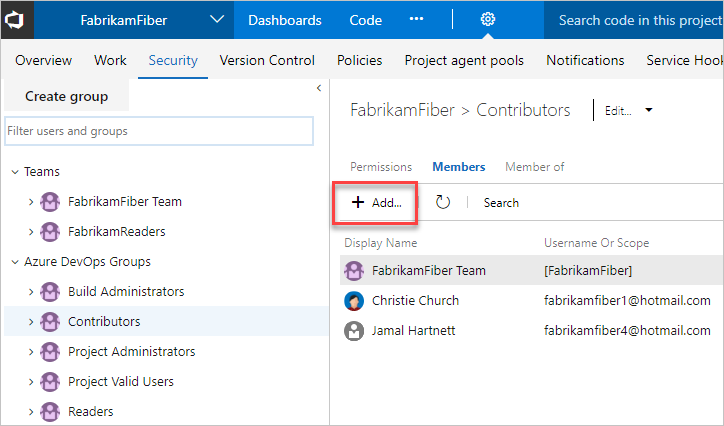 FabrikamFiber Dashboards Code ··· Search code in this project
Overview Work Security Version Control Policies Project agent pools Notifications Service Hook
Create group
Filter users and groups
Teams
FabrikamFiber Team
FabrikamReaders
Azure DevOps Groups
Build Administrators
Contributors
Project Administrators
Project Valid Users
Readers
FabrikamFiber > Contributors Edit...
Permissions Members Member of
+ Add... Search
Display Name Username Or Scope
FabrikamFiber Team [FabrikamFiber]
Christie Church fabrikamfiber1@hotmail.com
Jamal Hartnett fabrikamfiber4@hotmail.com